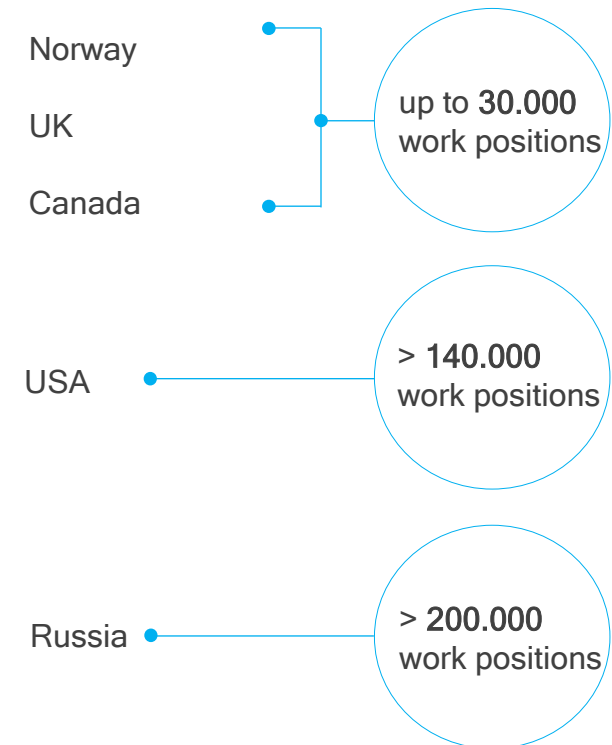 Norway
UK
Canada
up to 30.000
work positions
USA
> 140.000
work positions
Russia
> 200.000
work positions